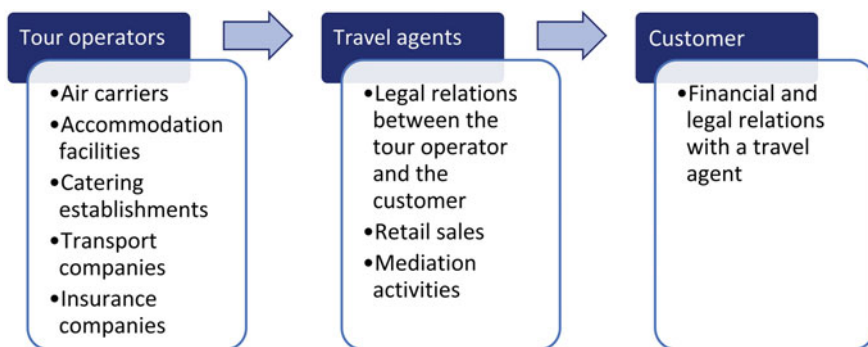 Tour operators
•Air carriers
•Accommodation
facilities
•Catering
establishments
•Transport
companies
•Insurance
companies
Travel agents
•Legal relations
between the
tour operator
and the
customer
•Retail sales
•Mediation
activities
Customer
•Financial and
legal relations
with a travel
agent